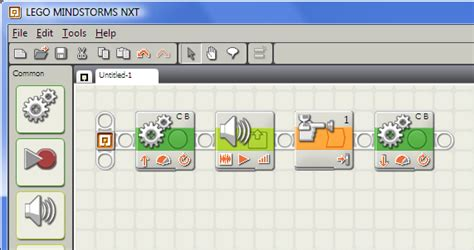 LEGO MINDSTORMS NXT
File Edit Tools Help
Common
Untitled-1
C B
1
C B